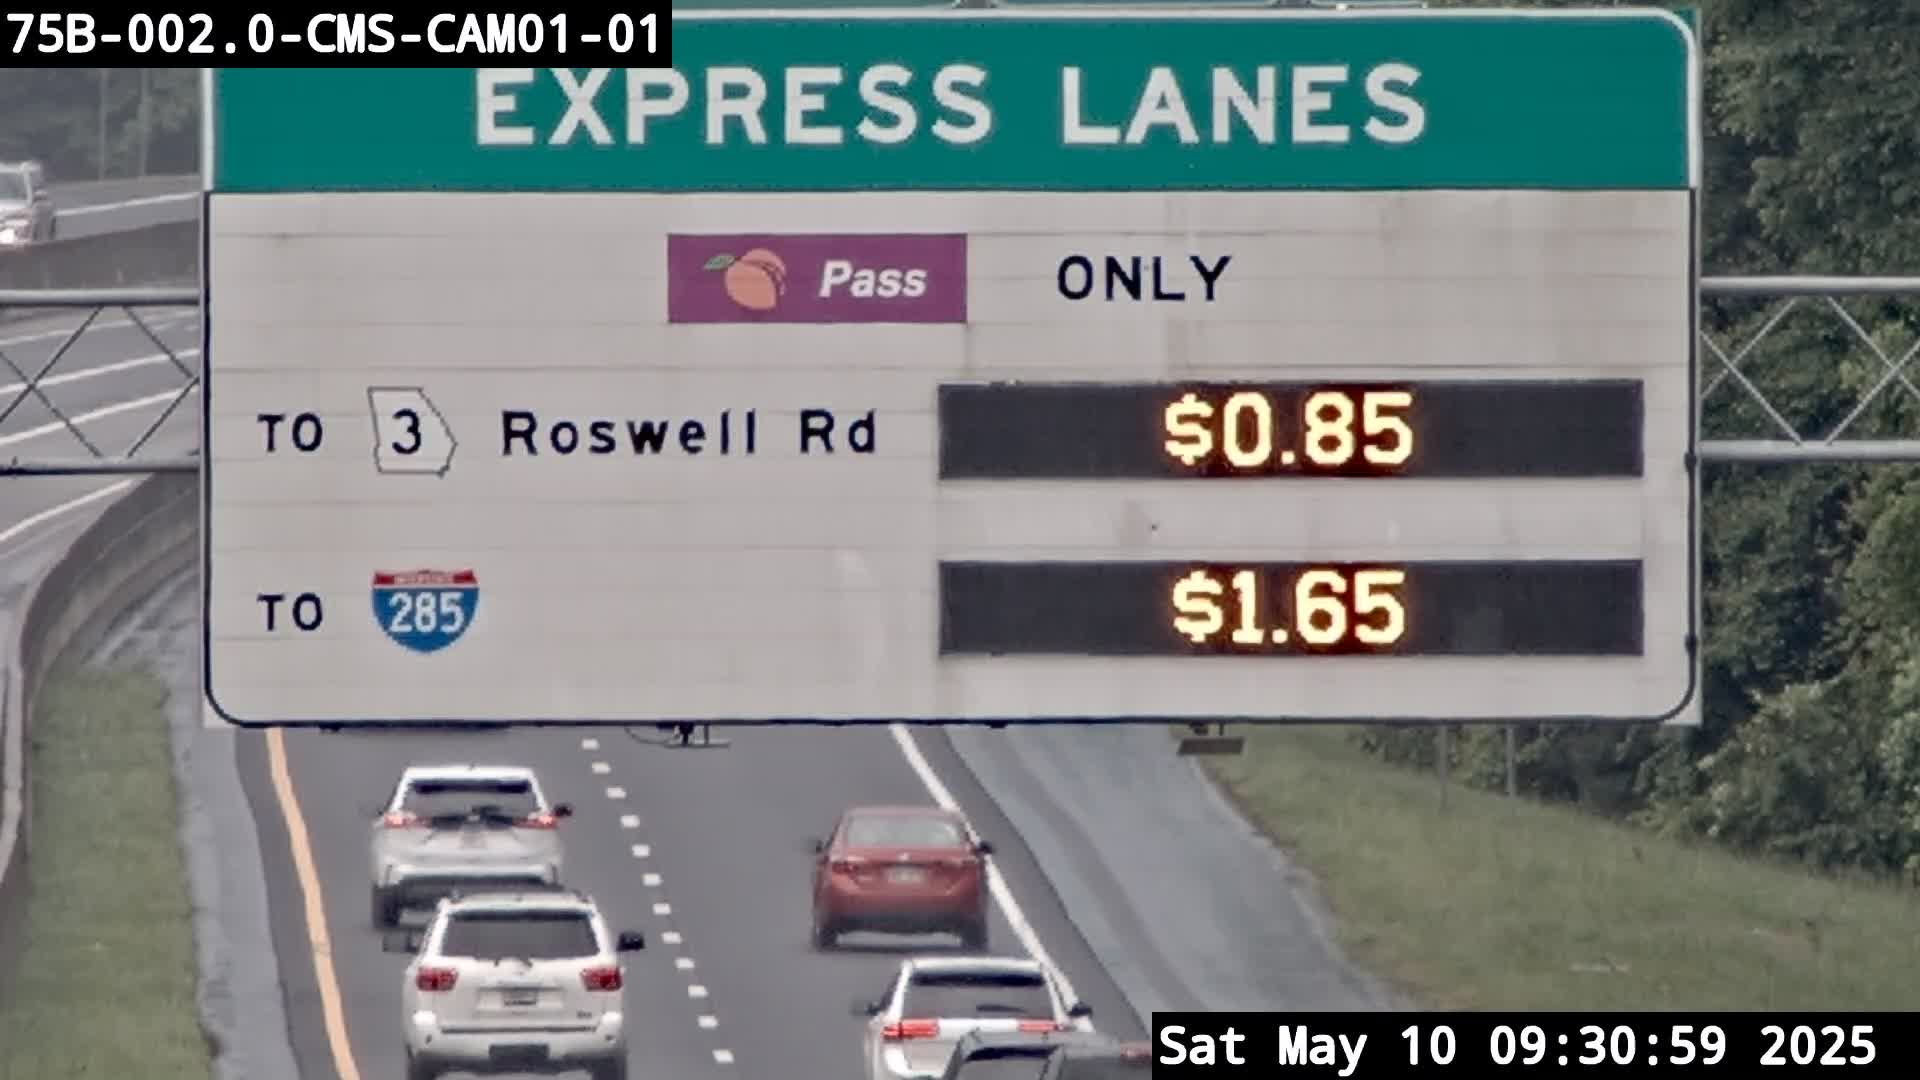 75B-002.0-CMS-CAM01-01
EXPRESS LANES
Pass ONLY
TO 3 Roswell Rd $0.85
TO 285 $1.65
Sat May 10 09:30:59 2025